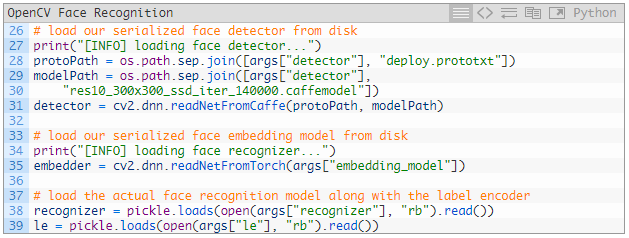 OpenCV Face Recognition
Python
26 # load our serialized face detector from disk
27 print("[INFO] loading face detector...")
28 protoPath = os.path.sep.join([args["detector"], "deploy.prototxt"])
29 modelPath = os.path.sep.join([args["detector"],
30     "res10_300x300_ssd_iter_140000.caffemodel"])
31 detector = cv2.dnn.readNetFromCaffe(protoPath, modelPath)
32
33 # load our serialized face embedding model from disk
34 print("[INFO] loading face recognizer...")
35 embedder = cv2.dnn.readNetFromTorch(args["embedding_model"])
36
37 # load the actual face recognition model along with the label encoder
38 recognizer = pickle.loads(open(args["recognizer"], "rb").read())
39 le = pickle.loads(open(args["le"], "rb").read())